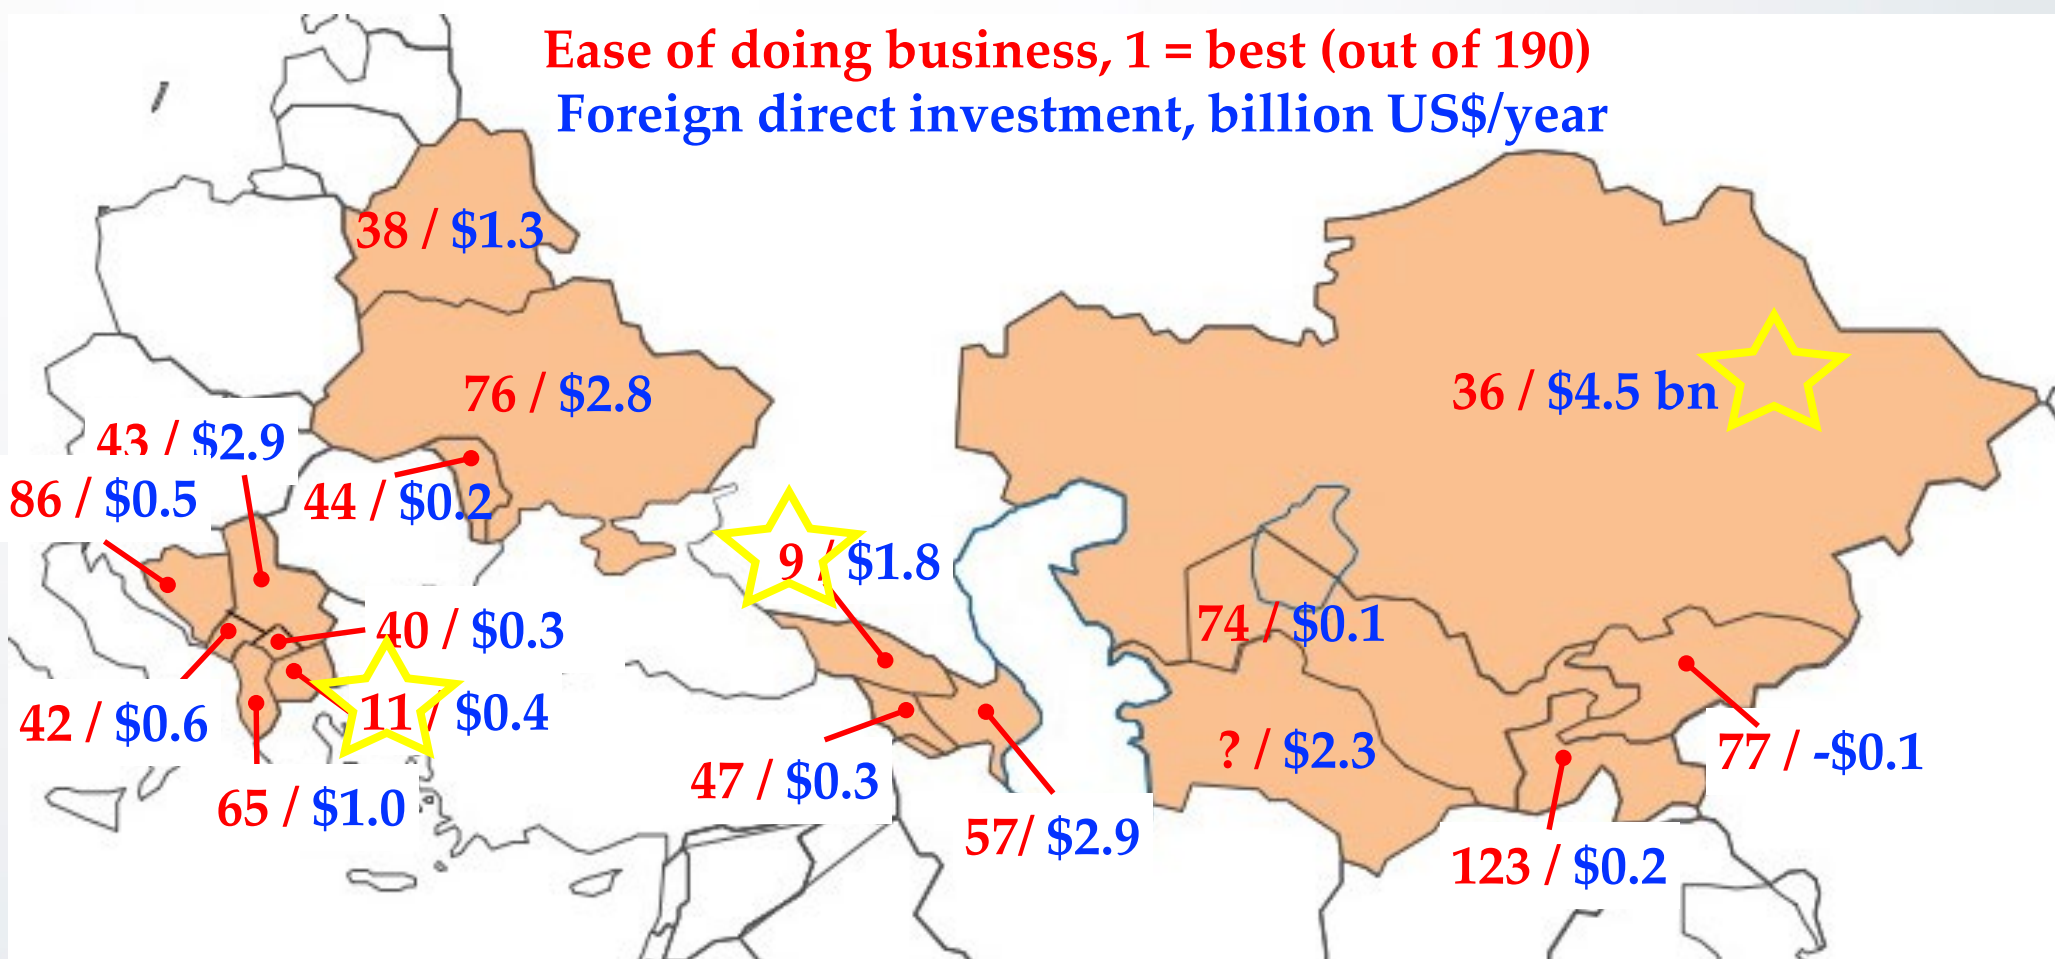 Ease of doing business, 1 = best (out of 190)
Foreign direct investment, billion US$/year
38 / $1.3
76 / $2.8
36 / $4.5 bn
43 / $2.9
86 / $0.5
44 / $0.2
9 / $1.8
40 / $0.3
74 / $0.1
42 / $0.6
11 / $0.4
? / $2.3
77 / -$0.1
47 / $0.3
65 / $1.0
57/ $2.9
123 / $0.2